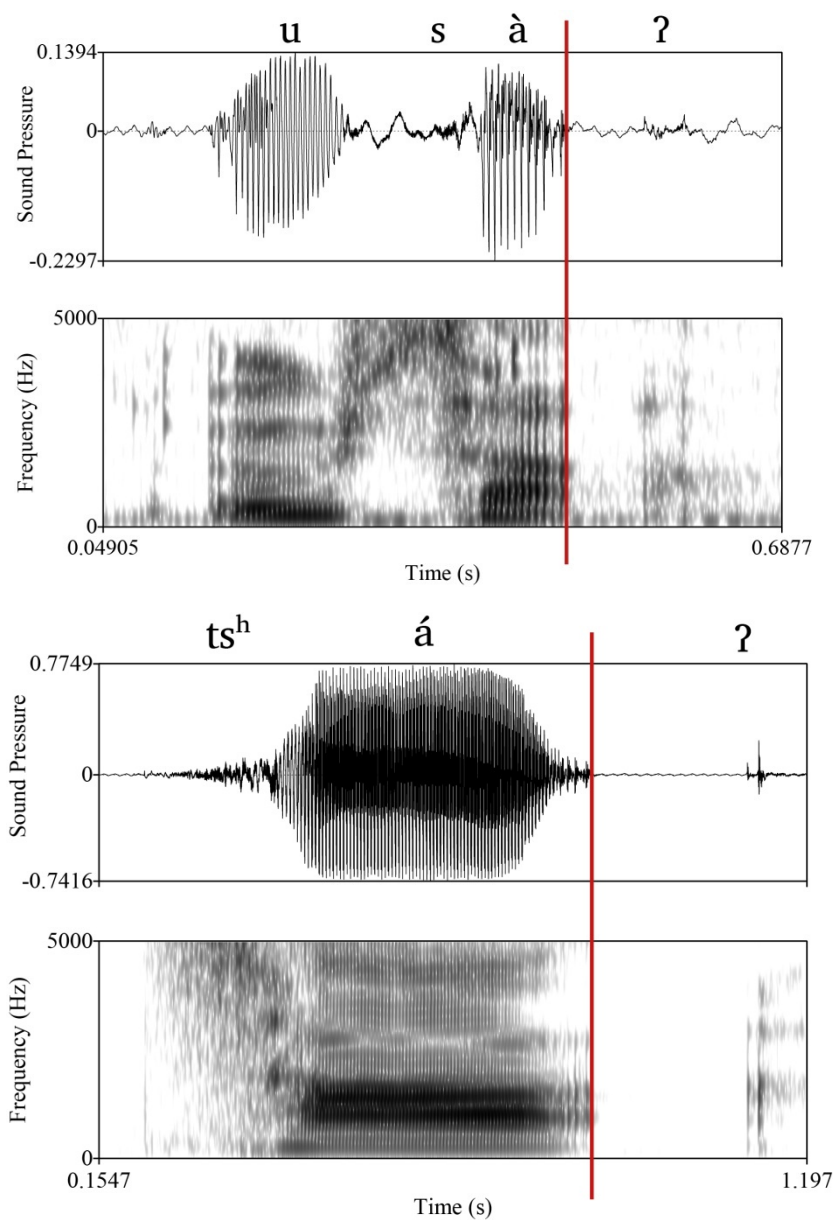 u s à ʔ
0.1394
Sound Pressure
0
-0.2297
5000
Frequency (Hz)
0
0.04905 0.6877
Time (s)
tsʰ á ʔ
0.7749
Sound Pressure
0
-0.7416
5000
Frequency (Hz)
0
0.1547 1.197
Time (s)